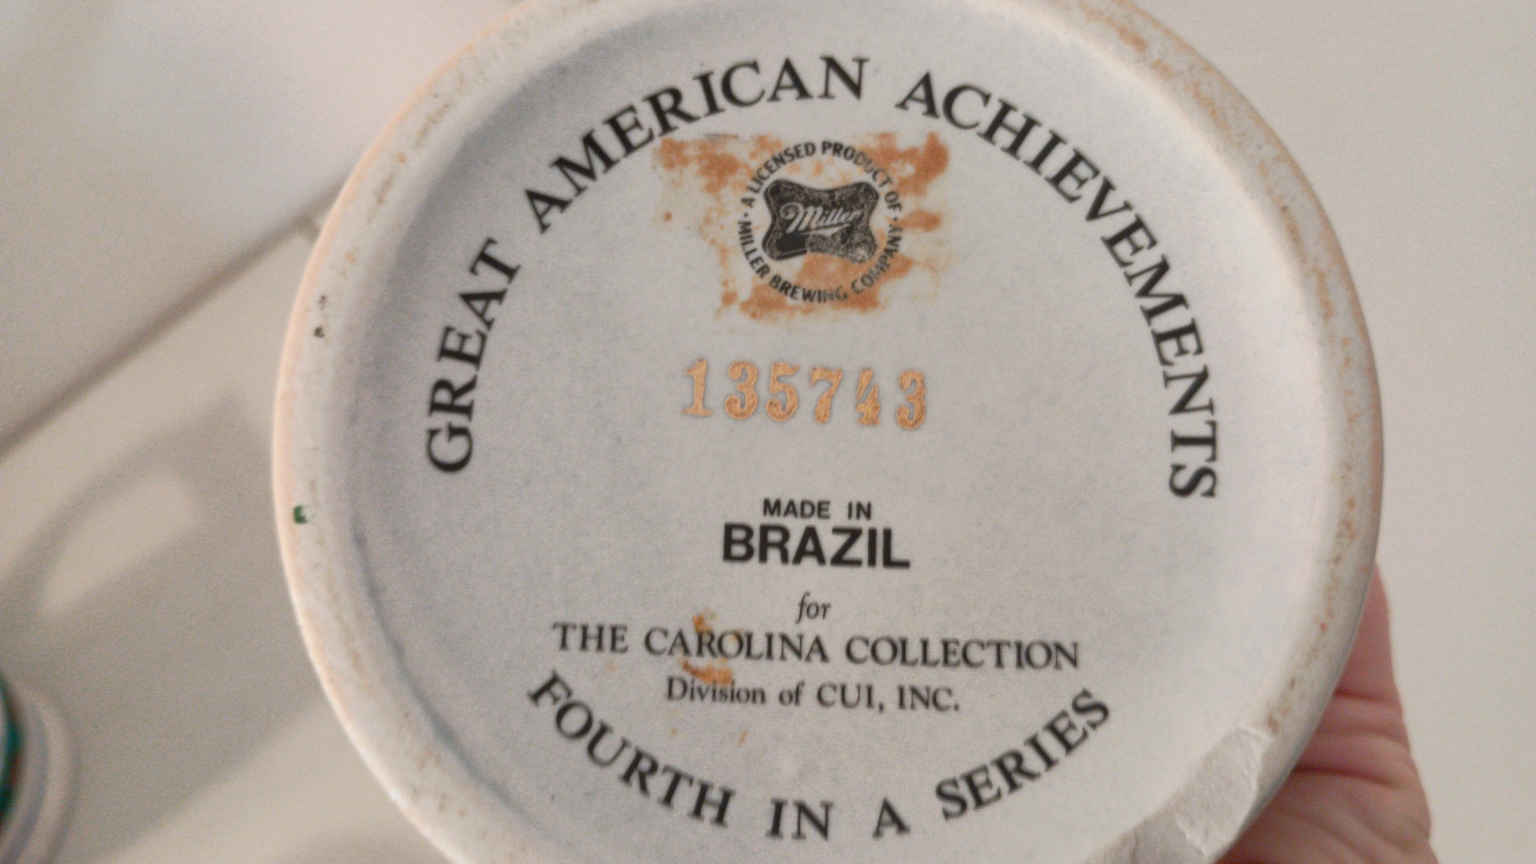 GREAT AMERICAN ACHIEVEMENTS
A LICENSED PRODUCT OF
Miller
MILLER BREWING COMPANY
135743
MADE IN
BRAZIL
for
THE CAROLINA COLLECTION
Division of CUI, INC.
FOURTH IN A SERIES